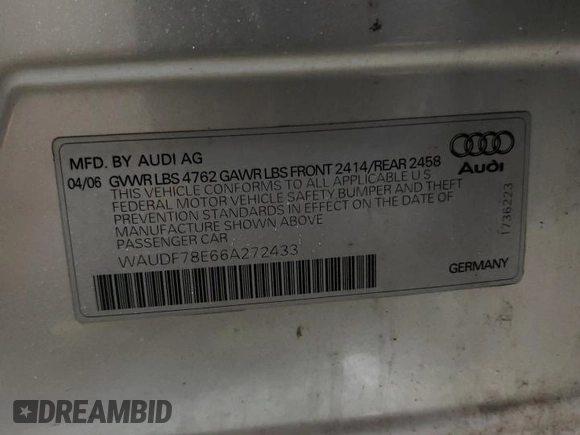 MFD. BY AUDI AG
04/06 GVWR LBS 4762 GAWR LBS FRONT 2414/REAR 2458
THIS VEHICLE CONFORMS TO ALL APPLICABLE U S
FEDERAL MOTOR VEHICLE SAFETY BUMPER AND THEFT
PREVENTION STANDARDS IN EFFECT ON THE DATE OF
MANUFACTURE SHOWN ABOVE
PASSENGER CAR
WAUDF78E66A272433
Audi
1736223
GERMANY
DREAMBID